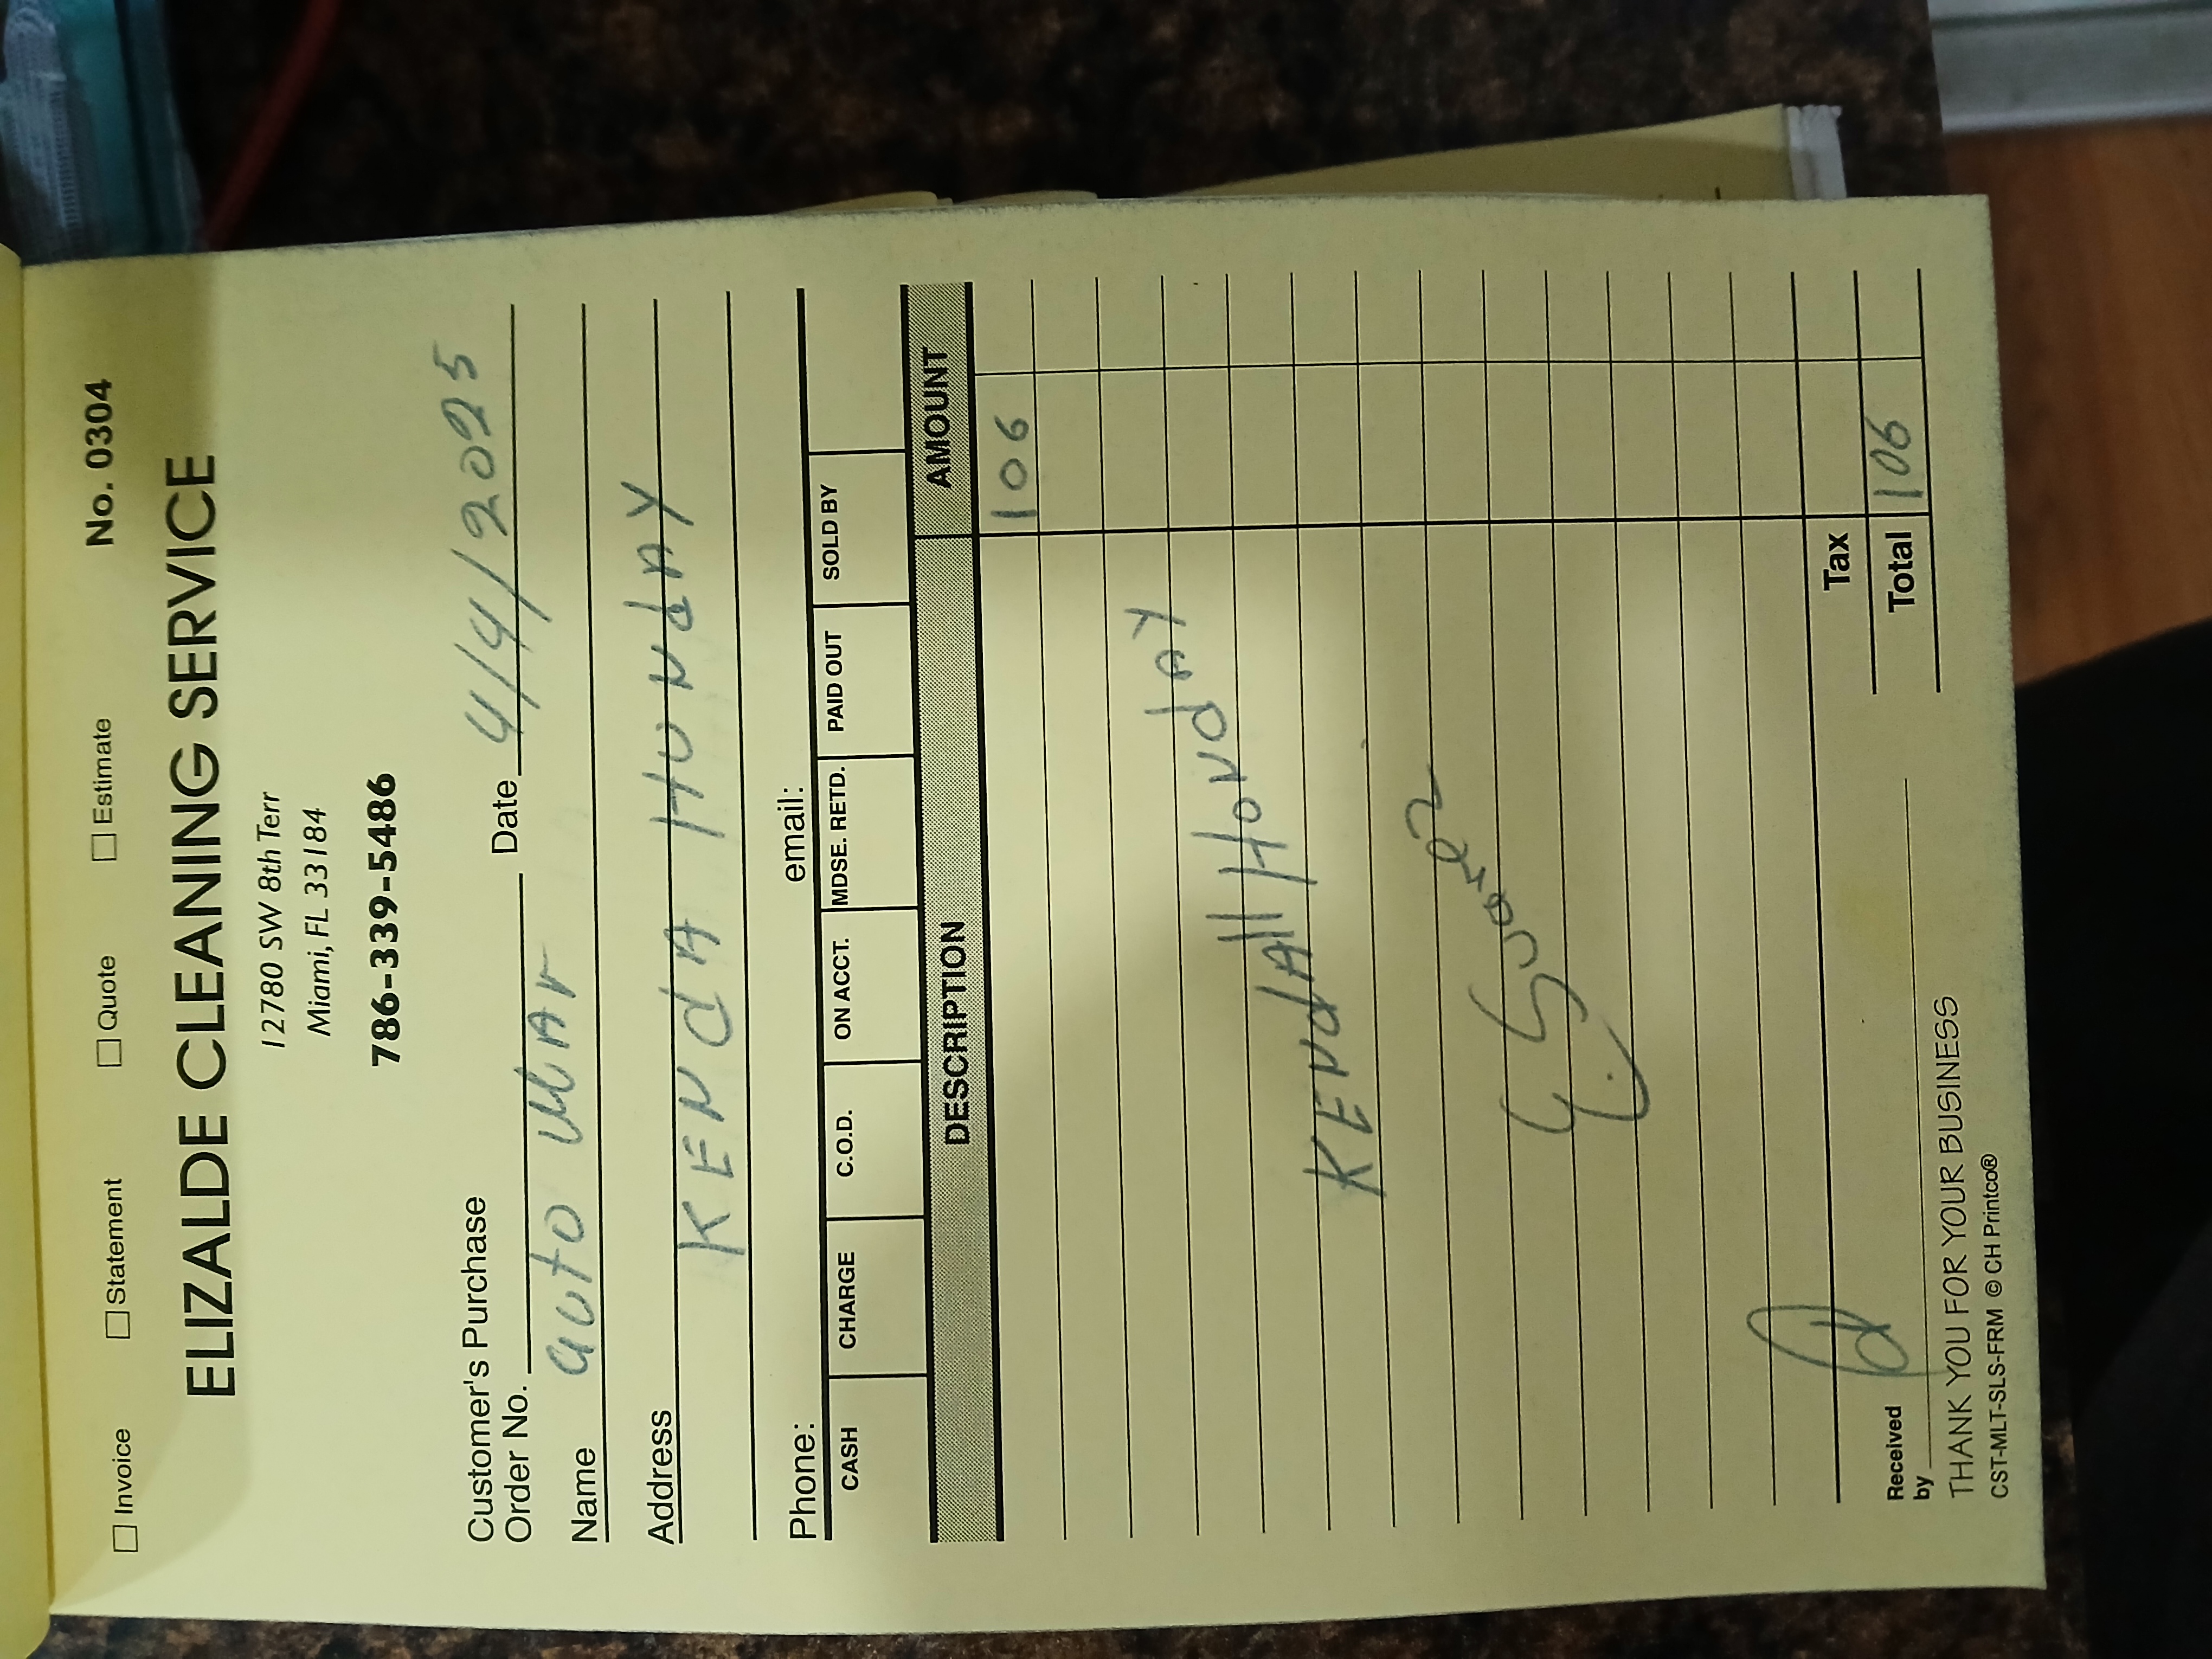 ☐ Invoice ☐ Statement ☐ Quote ☐ Estimate No. 0304
ELIZALDE CLEANING SERVICE
12780 SW 8th Terr
Miami, FL 33184
786-339-5486
Customer's Purchase
Order No. Date 4/4/2025
Name auto
Address KENdA HUNdAY
Phone: email:
CASH CHARGE C.O.D. ON ACCT. MDSE. RETD. PAID OUT SOLD BY
DESCRIPTION AMOUNT
106
KENdAll HoNdAY
Tax
Total 106
Received
by
THANK YOU FOR YOUR BUSINESS
CST-MLT-SLS-FRM © CH Printco®